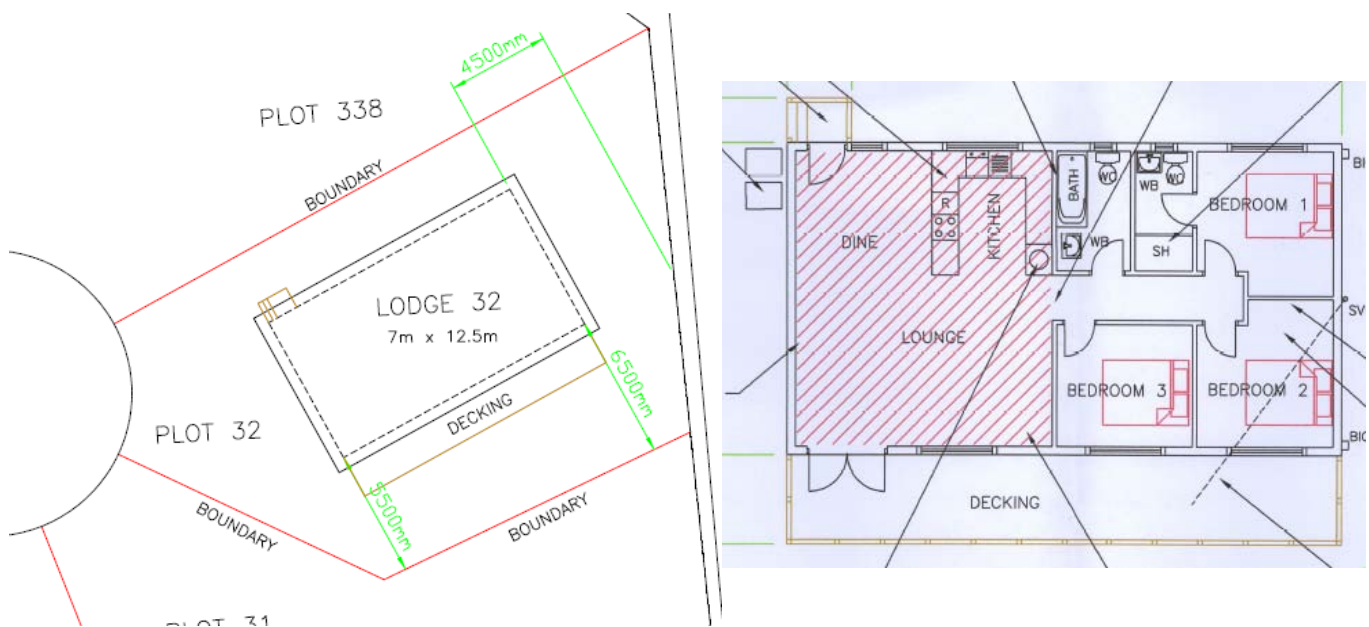 4500mm
PLOT 338
BOUNDARY
LODGE 32
7m x 12.5m
6500mm
DECKING
PLOT 32
5500mm
BOUNDARY
BOUNDARY
PLOT 31
BATH
WC
WB
WC
BEDROOM 1
R
KITCHEN
DINE
WB
SH
LOUNGE
SV
BEDROOM 3
BEDROOM 2
DECKING